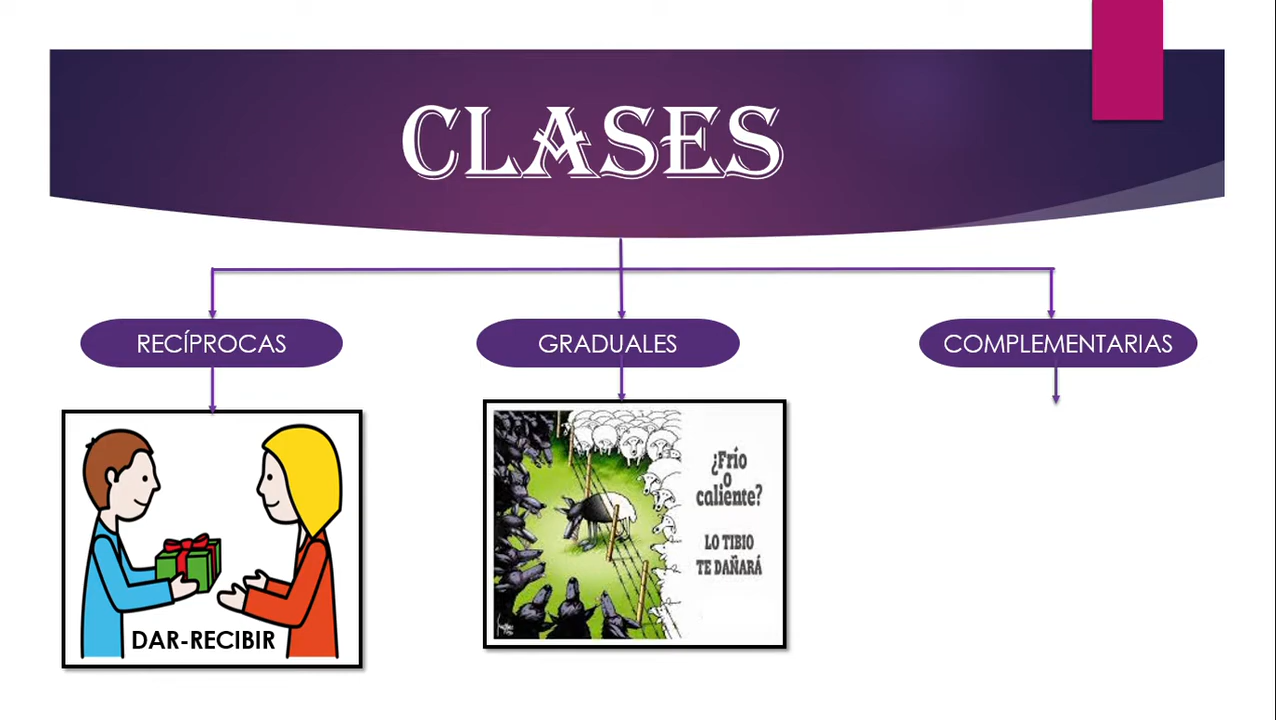 CLASES
RECÍPROCAS
GRADUALES
COMPLEMENTARIAS
DAR-RECIBIR
¿Frío
o
caliente?
LO TIBIO
TE DAÑARÁ